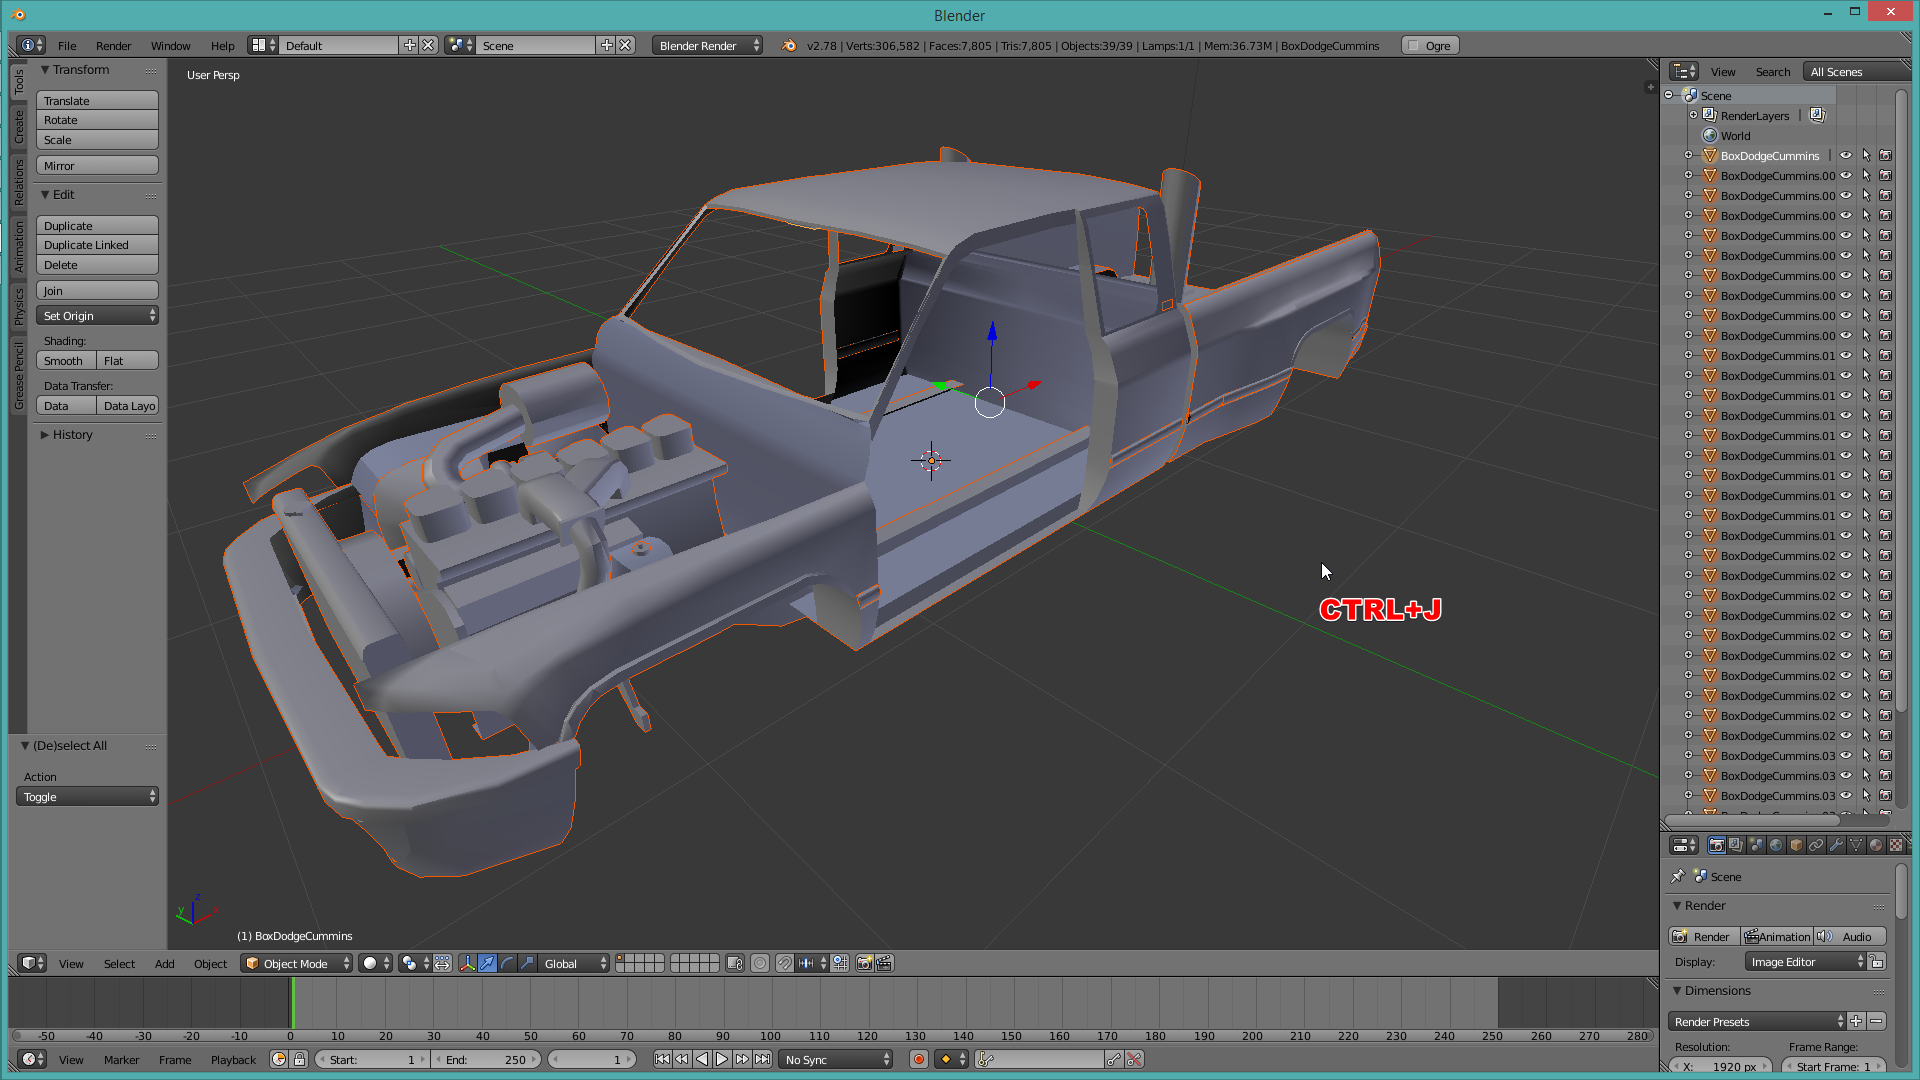 Blender
File Render Window Help Default Scene Blender Render v2.78 | Verts:306,582 | Faces:7,805 | Tris:7,805 | Objects:39/39 | Lamps:1/1 | Mem:36.73M | BoxDodgeCummins Ogre
Tools
Create
Relations
Animation
Physics
Grease Pencil
Transform
Translate
Rotate
Scale
Mirror
Edit
Duplicate
Duplicate Linked
Delete
Join
Set Origin
Shading:
Smooth Flat
Data Transfer:
Data Data Layo
History
(De)select All
Action
Toggle
User Persp
CTRL+J
z
y
x
(1) BoxDodgeCummins
View Search All Scenes
Scene
RenderLayers |
World
BoxDodgeCummins |
BoxDodgeCummins.00
BoxDodgeCummins.00
BoxDodgeCummins.00
BoxDodgeCummins.00
BoxDodgeCummins.00
BoxDodgeCummins.00
BoxDodgeCummins.00
BoxDodgeCummins.00
BoxDodgeCummins.00
BoxDodgeCummins.01
BoxDodgeCummins.01
BoxDodgeCummins.01
BoxDodgeCummins.01
BoxDodgeCummins.01
BoxDodgeCummins.01
BoxDodgeCummins.01
BoxDodgeCummins.01
BoxDodgeCummins.01
BoxDodgeCummins.01
BoxDodgeCummins.02
BoxDodgeCummins.02
BoxDodgeCummins.02
BoxDodgeCummins.02
BoxDodgeCummins.02
BoxDodgeCummins.02
BoxDodgeCummins.02
BoxDodgeCummins.02
BoxDodgeCummins.02
BoxDodgeCummins.02
BoxDodgeCummins.03
BoxDodgeCummins.03
BoxDodgeCummins.03
Scene
Render
Render Animation Audio
Display: Image Editor
Dimensions
Render Presets
Resolution: Frame Range:
X: 1920 px Start Frame: 1
View Select Add Object Object Mode Global
-50 -40 -30 -20 -10 0 10 20 30 40 50 60 70 80 90 100 110 120 130 140 150 160 170 180 190 200 210 220 230 240 250 260 270 280
View Marker Frame Playback Start: 1 End: 250 1 No Sync